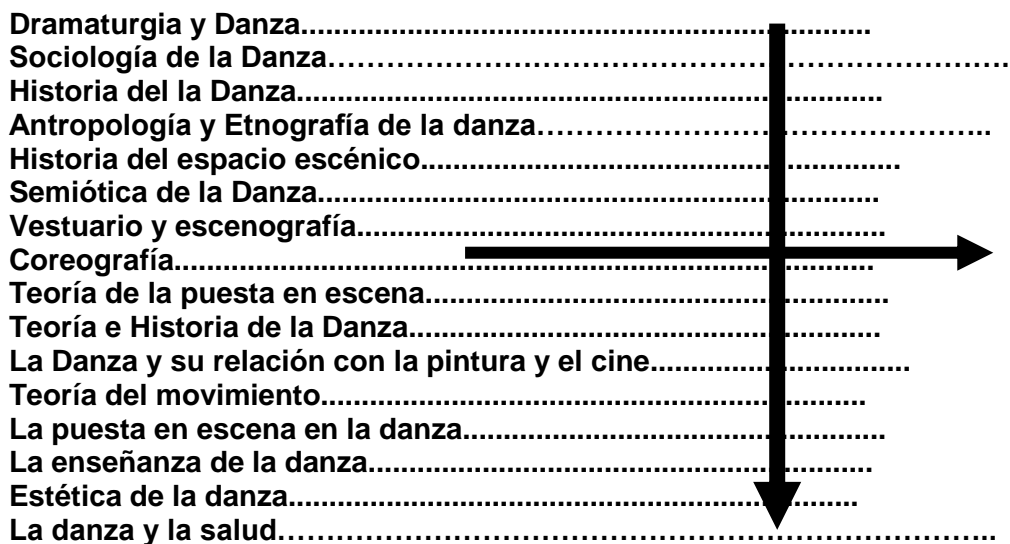 Dramaturgia y Danza......................................................................
Sociología de la Danza……………………………………………………………….
Historia del la Danza........................................................................
Antropología y Etnografía de la danza…………………………………………..
Historia del espacio escénico...........................................................
Semiótica de la Danza.....................................................................
Vestuario y escenografía.................................................................
Coreografía......................................................................................
Teoría de la puesta en escena.........................................................
Teoría e Historia de la Danza..........................................................
La Danza y su relación con la pintura y el cine................................
Teoría del movimiento...................................................................
La puesta en escena en la danza....................................................
La enseñanza de la danza..............................................................
Estética de la danza......................................................................
La danza y la salud…………………………………………………………………..